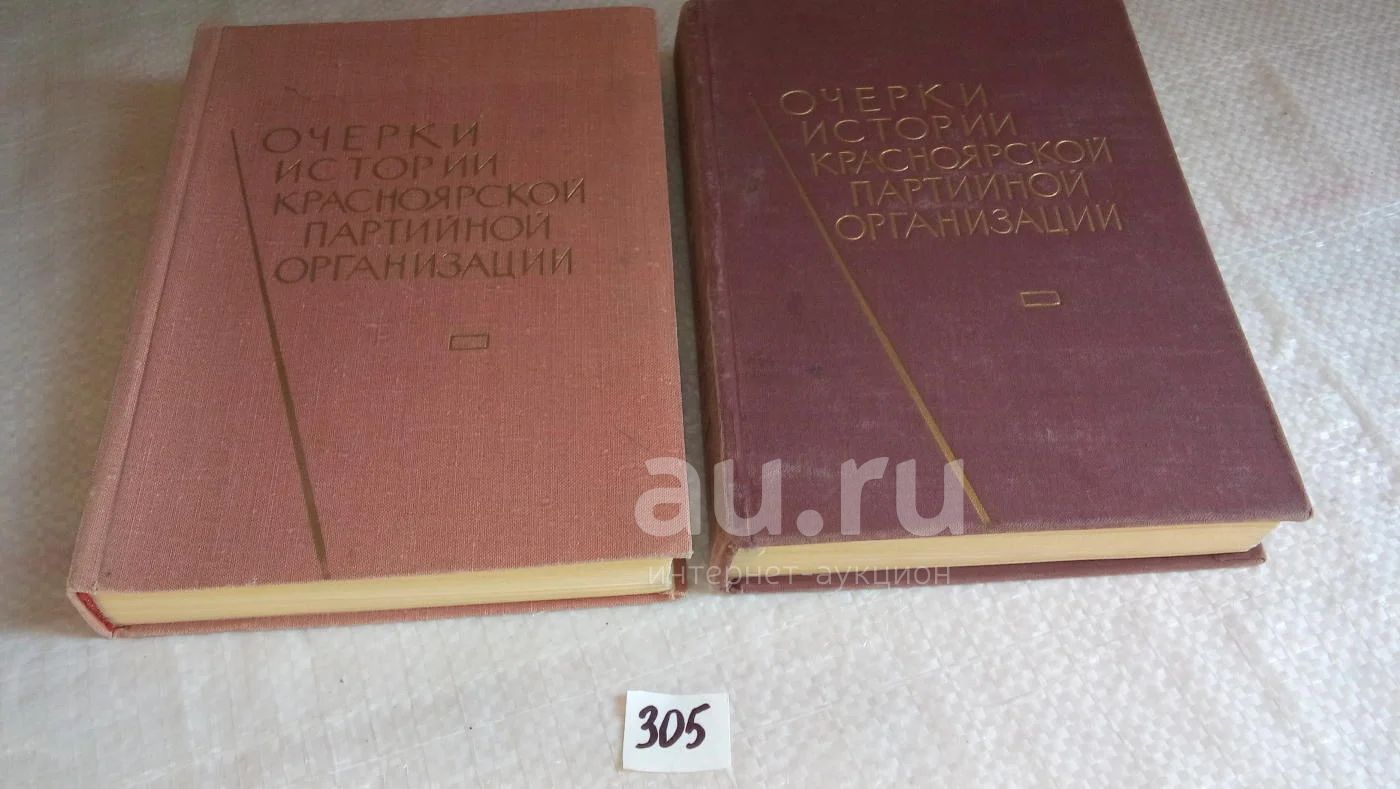 ОЧЕРКИ
ИСТОРИИ
КРАСНОЯРСКОЙ
ПАРТИЙНОЙ
ОРГАНИЗАЦИИ
ОЧЕРКИ
ИСТОРИИ
КРАСНОЯРСКОЙ
ПАРТИЙНОЙ
ОРГАНИЗАЦИИ
au.ru
интернет аукцион
305